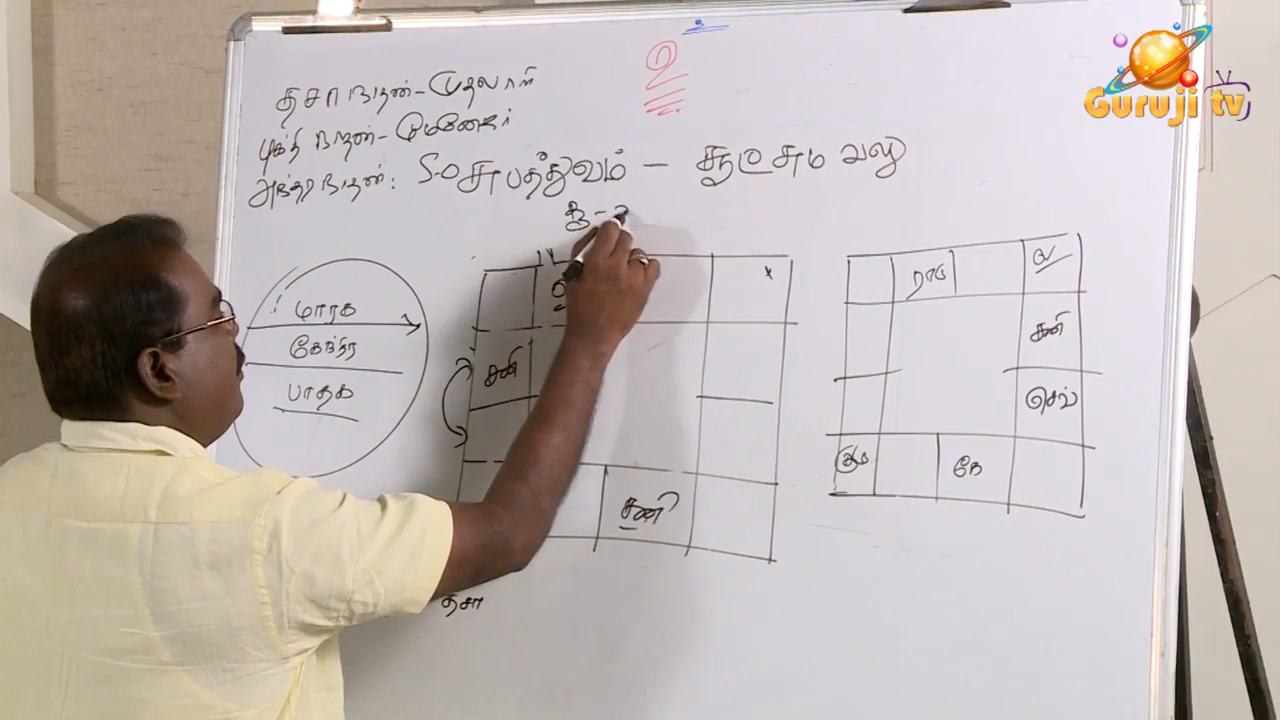 உ
தசா நாதன் - முதலாளி
புக்தி நாதன் - மேனேஜர்
அந்தர நாதன்:
சுபத்துவம் - சூட்சும வலு
மாரக
கேந்திர
பாதக
சனி
சனி
தசா
ராகு
ல
சனி
செவ்
குரு
கே
Guruji tv